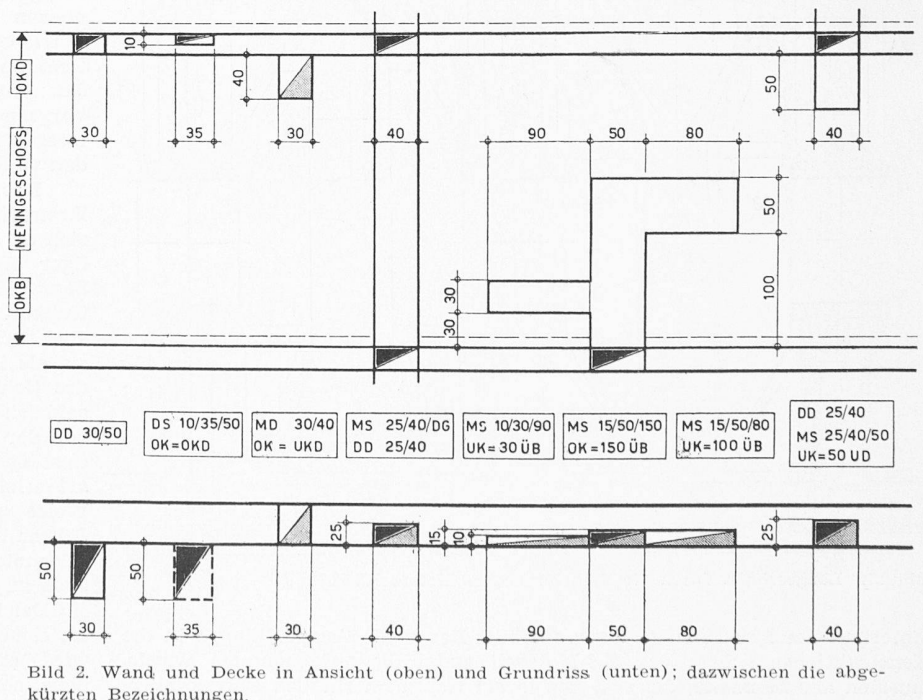 10
40
50
30
35
30
40
90
50
80
40
50
100
30
30
OKD
NENNGESCHOSS
OKB
DD 30/50
DS 10/35/50
OK=OKD
MD 30/40
OK = UKD
MS 25/40/DG
DD 25/40
MS 10/30/90
UK=30 ÜB
MS 15/50/150
OK=150 ÜB
MS 15/50/80
UK=100 ÜB
DD 25/40
MS 25/40/50
UK=50 UD
50
50
25
15
10
25
30
35
30
40
90
50
80
40
Bild 2. Wand und Decke in Ansicht (oben) und Grundriss (unten); dazwischen die abge-
kürzten Bezeichnungen.